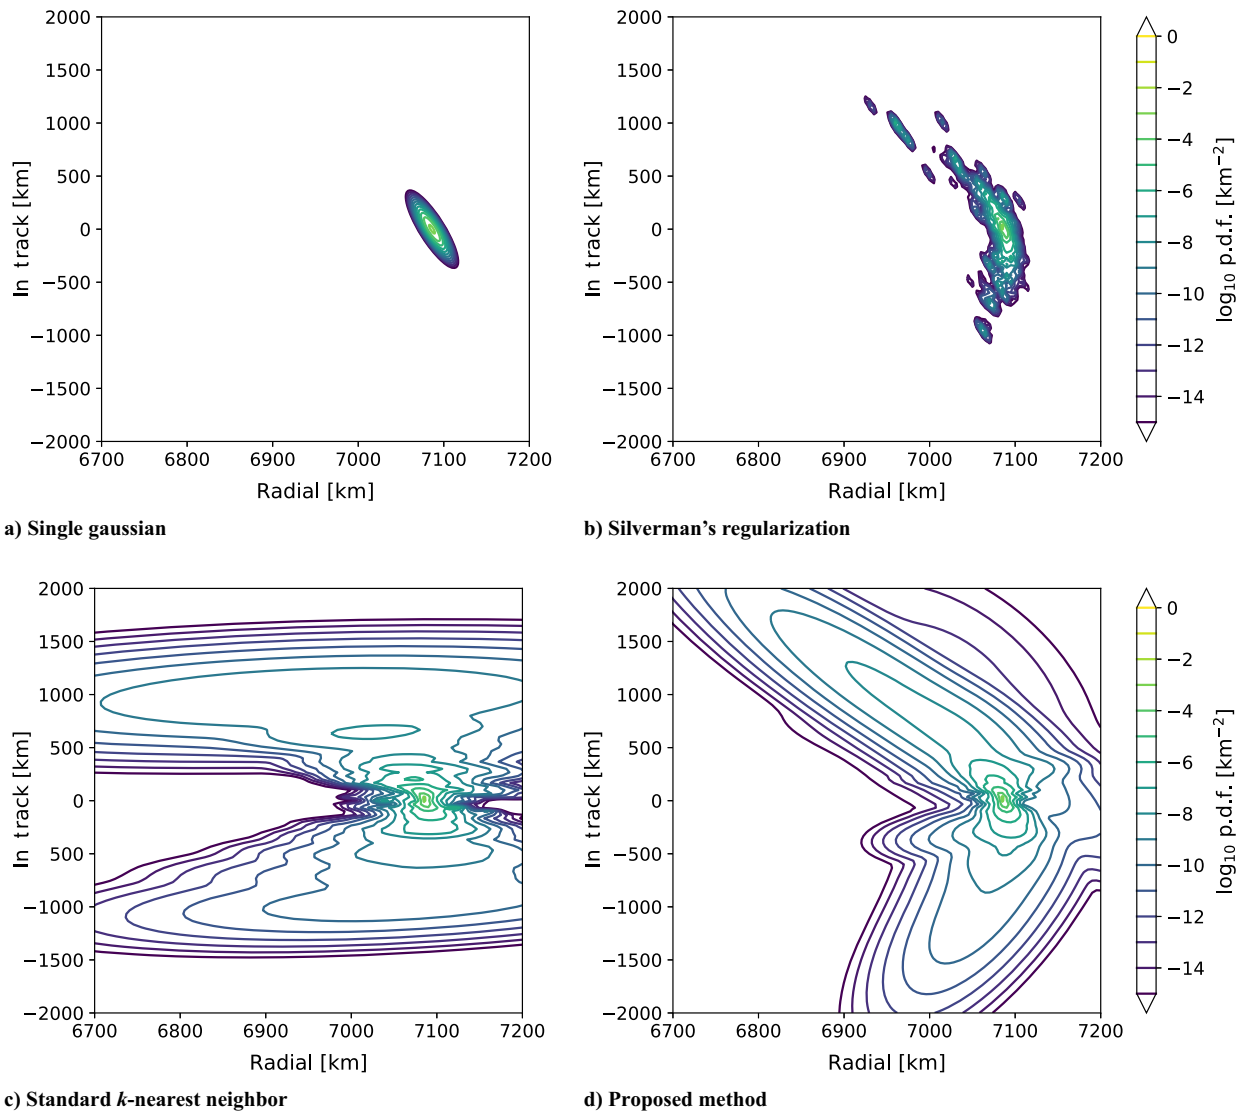 2000
1500
1000
500
0
−500
−1000
−1500
−2000
In track [km]
6700 6800 6900 7000 7100 7200
Radial [km]
a) Single gaussian
2000
1500
1000
500
0
−500
−1000
−1500
−2000
In track [km]
6700 6800 6900 7000 7100 7200
Radial [km]
0
−2
−4
−6
−8
−10
−12
−14
log₁₀ p.d.f. [km⁻²]
b) Silverman's regularization
2000
1500
1000
500
0
500
1000
−1500
−2000
In track [km]
6700 6800 6900 7000 7100 7200
Radial [km]
c) Standard k-nearest neighbor
2000
1500
1000
500
0
−500
−1000
−1500
−2000
In track [km]
6700 6800 6900 7000 7100 7200
Radial [km]
0
−2
−4
−6
−8
−10
−12
−14
log₁₀ p.d.f. [km⁻²]
d) Proposed method